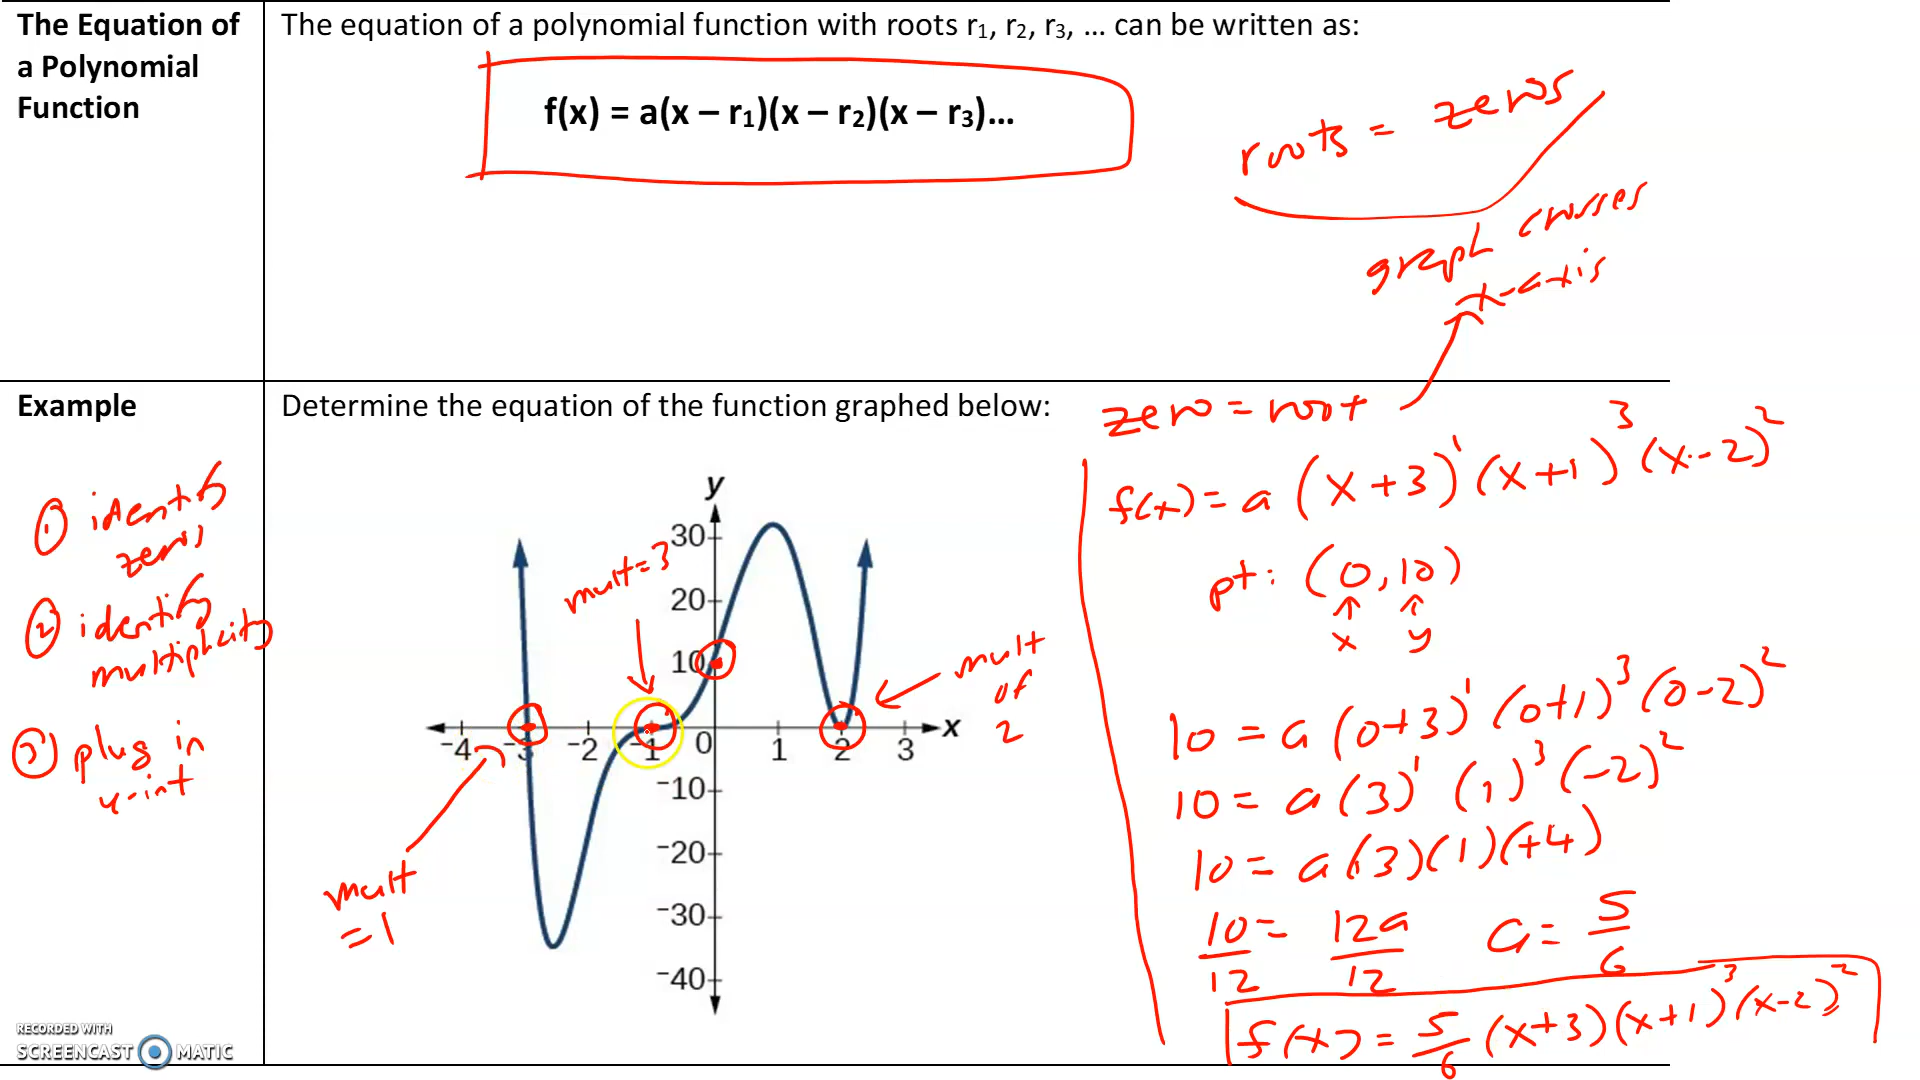 The Equation of
a Polynomial
Function
The equation of a polynomial function with roots r₁, r₂, r₃, … can be written as:
f(x) = a(x – r₁)(x – r₂)(x – r₃)…
roots = zeros
graph crosses
x-axis
Example
Determine the equation of the function graphed below:
① identify
zeros
② identify
multiplicity
③ plug in
y-int
y
30
20
10
0
-10
-20
-30
-40
-4 -3 -2 -1 1 2 3 x
mult=3
mult
of
2
mult
=1
zero = root
f(x) = a (x+3)¹(x+1)³(x-2)²
pt: (0,10)
x y
10 = a (0+3)¹(0+1)³(0-2)²
10 = a (3)¹ (1)³ (-2)²
10 = a(3)(1)(+4)
10 = 12a
12 12
a = 5
6
f(x) = 5/6 (x+3)(x+1)³(x-2)²
RECORDED WITH
SCREENCAST MATIC